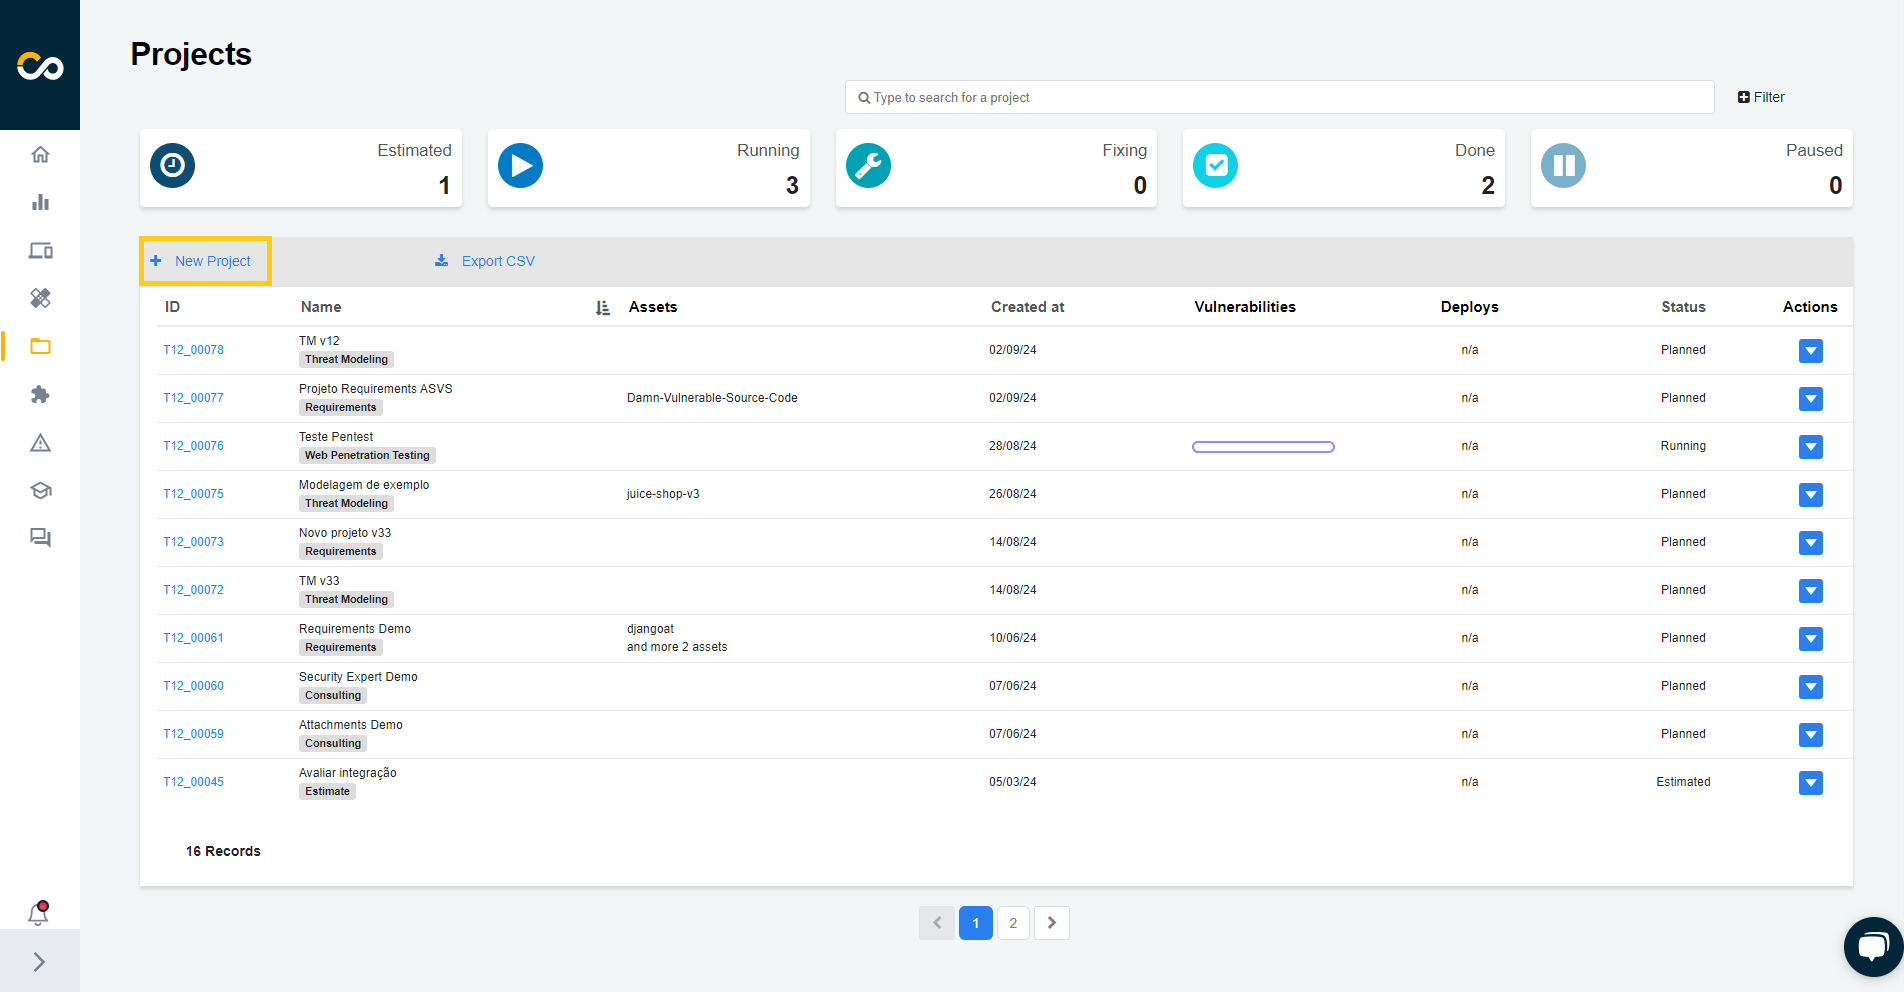 Projects
Type to search for a project
Filter
Estimated
1
Running
3
Fixing
0
Done
2
Paused
0
New Project
Export CSV
ID Name Assets Created at Vulnerabilities Deploys Status Actions
T12_00078 TM v12 02/09/24 n/a Planned
Threat Modeling
T12_00077 Projeto Requirements ASVS Damn-Vulnerable-Source-Code 02/09/24 n/a Planned
Requirements
T12_00076 Teste Pentest 28/08/24 n/a Running
Web Penetration Testing
T12_00075 Modelagem de exemplo juice-shop-v3 26/08/24 n/a Planned
Threat Modeling
T12_00073 Novo projeto v33 14/08/24 n/a Planned
Requirements
T12_00072 TM v33 14/08/24 n/a Planned
Threat Modeling
T12_00061 Requirements Demo djangoat 10/06/24 n/a Planned
Requirements and more 2 assets
T12_00060 Security Expert Demo 07/06/24 n/a Planned
Consulting
T12_00059 Attachments Demo 07/06/24 n/a Planned
Consulting
T12_00045 Avaliar integração 05/03/24 n/a Estimated
Estimate
16 Records
1 2